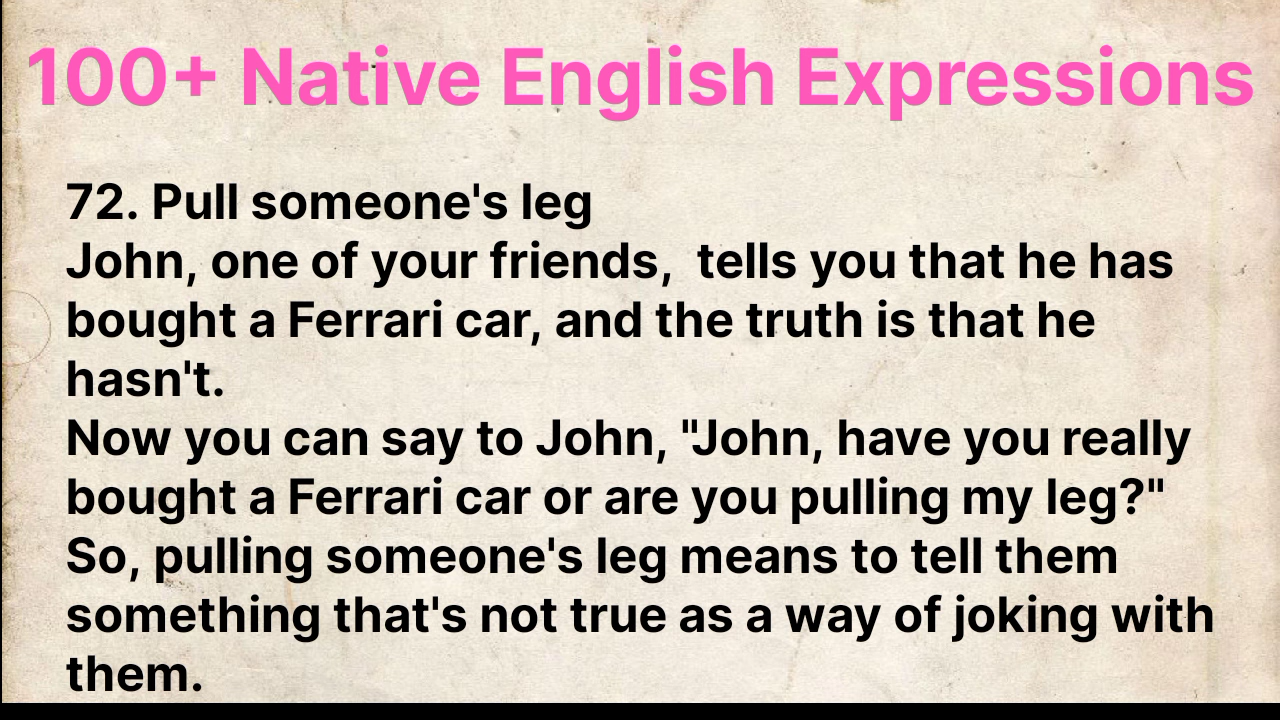 100+ Native English Expressions
72. Pull someone's leg
John, one of your friends,  tells you that he has
bought a Ferrari car, and the truth is that he
hasn't.
Now you can say to John, "John, have you really
bought a Ferrari car or are you pulling my leg?"
So, pulling someone's leg means to tell them
something that's not true as a way of joking with
them.